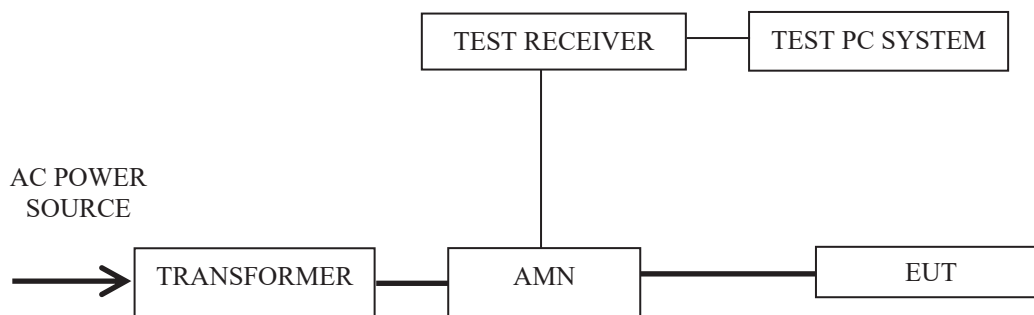 TEST RECEIVER
TEST PC SYSTEM
AC POWER
SOURCE
TRANSFORMER
AMN
EUT